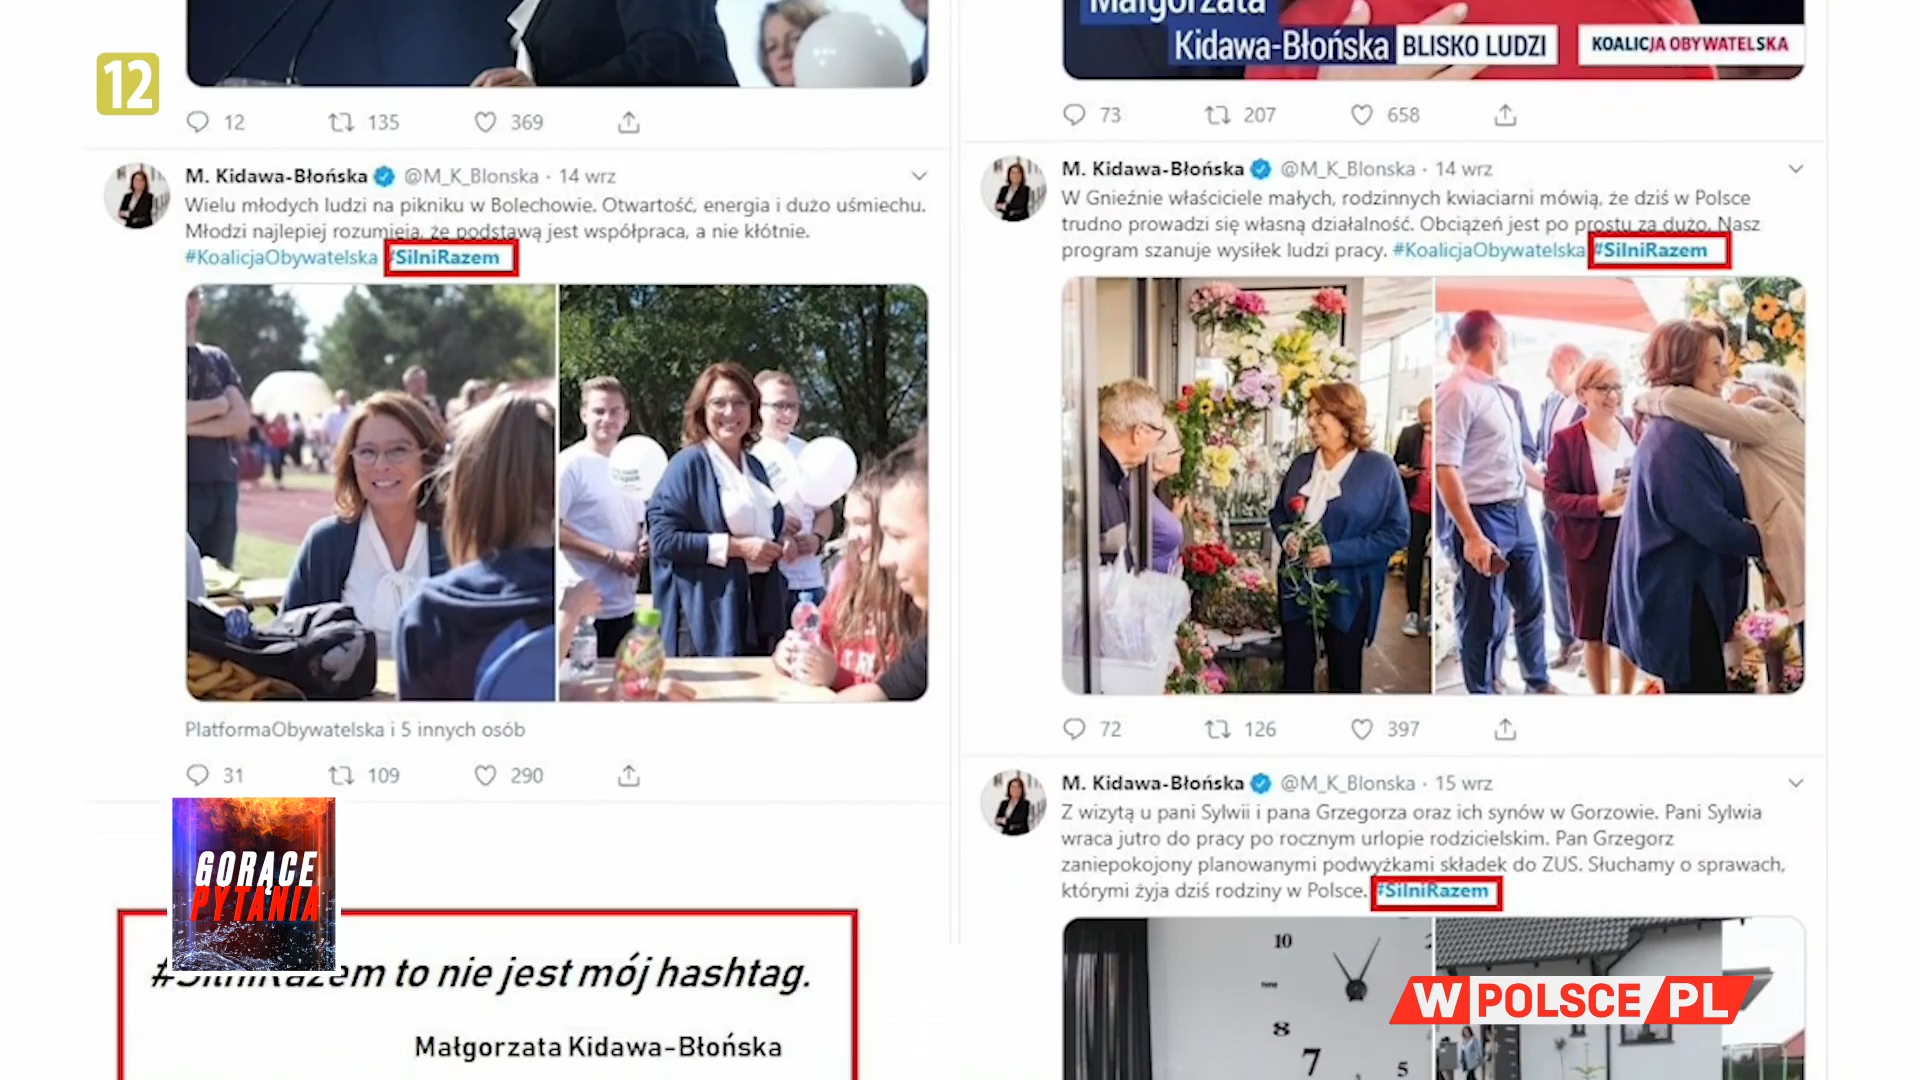 12
12 135 369
M. Kidawa-Błońska @M_K_Blonska · 14 wrz
Wielu młodych ludzi na pikniku w Bolechowie. Otwartość, energia i dużo uśmiechu.
Młodzi najlepiej rozumieją, że podstawą jest współpraca, a nie kłótnie.
#KoalicjaObywatelska #SilniRazem
PlatformaObywatelska i 5 innych osób
31 109 290
GORĄCE
PYTANIA
#SilniRazem to nie jest mój hashtag.
Małgorzata Kidawa-Błońska
Małgorzata
Kidawa-Błońska BLISKO LUDZI KOALICJA OBYWATELSKA
73 207 658
M. Kidawa-Błońska @M_K_Blonska · 14 wrz
W Gnieźnie właściciele małych, rodzinnych kwiaciarni mówią, że dziś w Polsce
trudno prowadzi się własną działalność. Obciążeń jest po prostu za dużo. Nasz
program szanuje wysiłek ludzi pracy. #KoalicjaObywatelska #SilniRazem
72 126 397
M. Kidawa-Błońska @M_K_Blonska · 15 wrz
Z wizytą u pani Sylwii i pana Grzegorza oraz ich synów w Gorzowie. Pani Sylwia
wraca jutro do pracy po rocznym urlopie rodzicielskim. Pan Grzegorz
zaniepokojony planowanymi podwyżkami składek do ZUS. Słuchamy o sprawach,
którymi żyja dziś rodziny w Polsce. #SilniRazem
10
8
7
5
W POLSCE PL